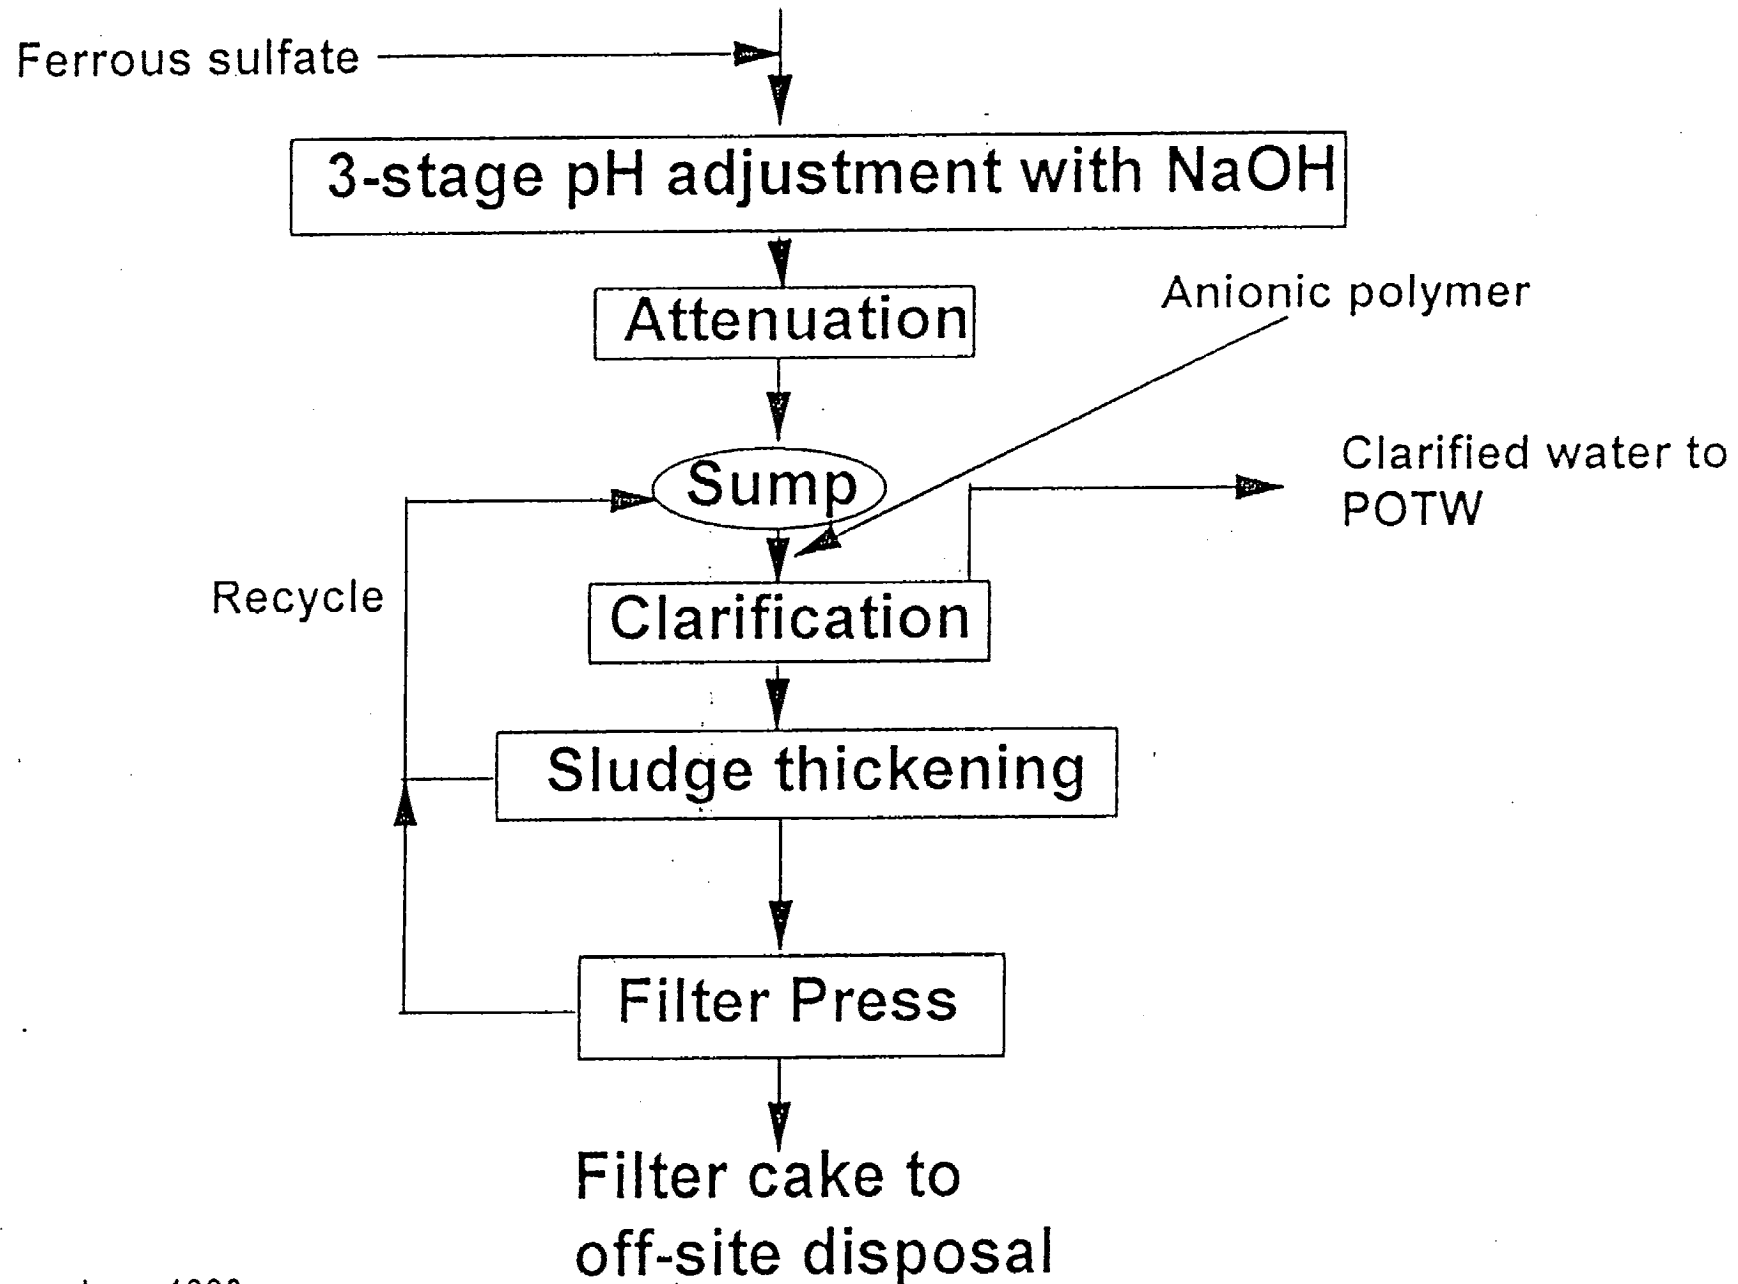 Ferrous sulfate
3-stage pH adjustment with NaOH
Attenuation
Anionic polymer
Sump
Clarified water to
POTW
Recycle
Clarification
Sludge thickening
Filter Press
Filter cake to
off-site disposal